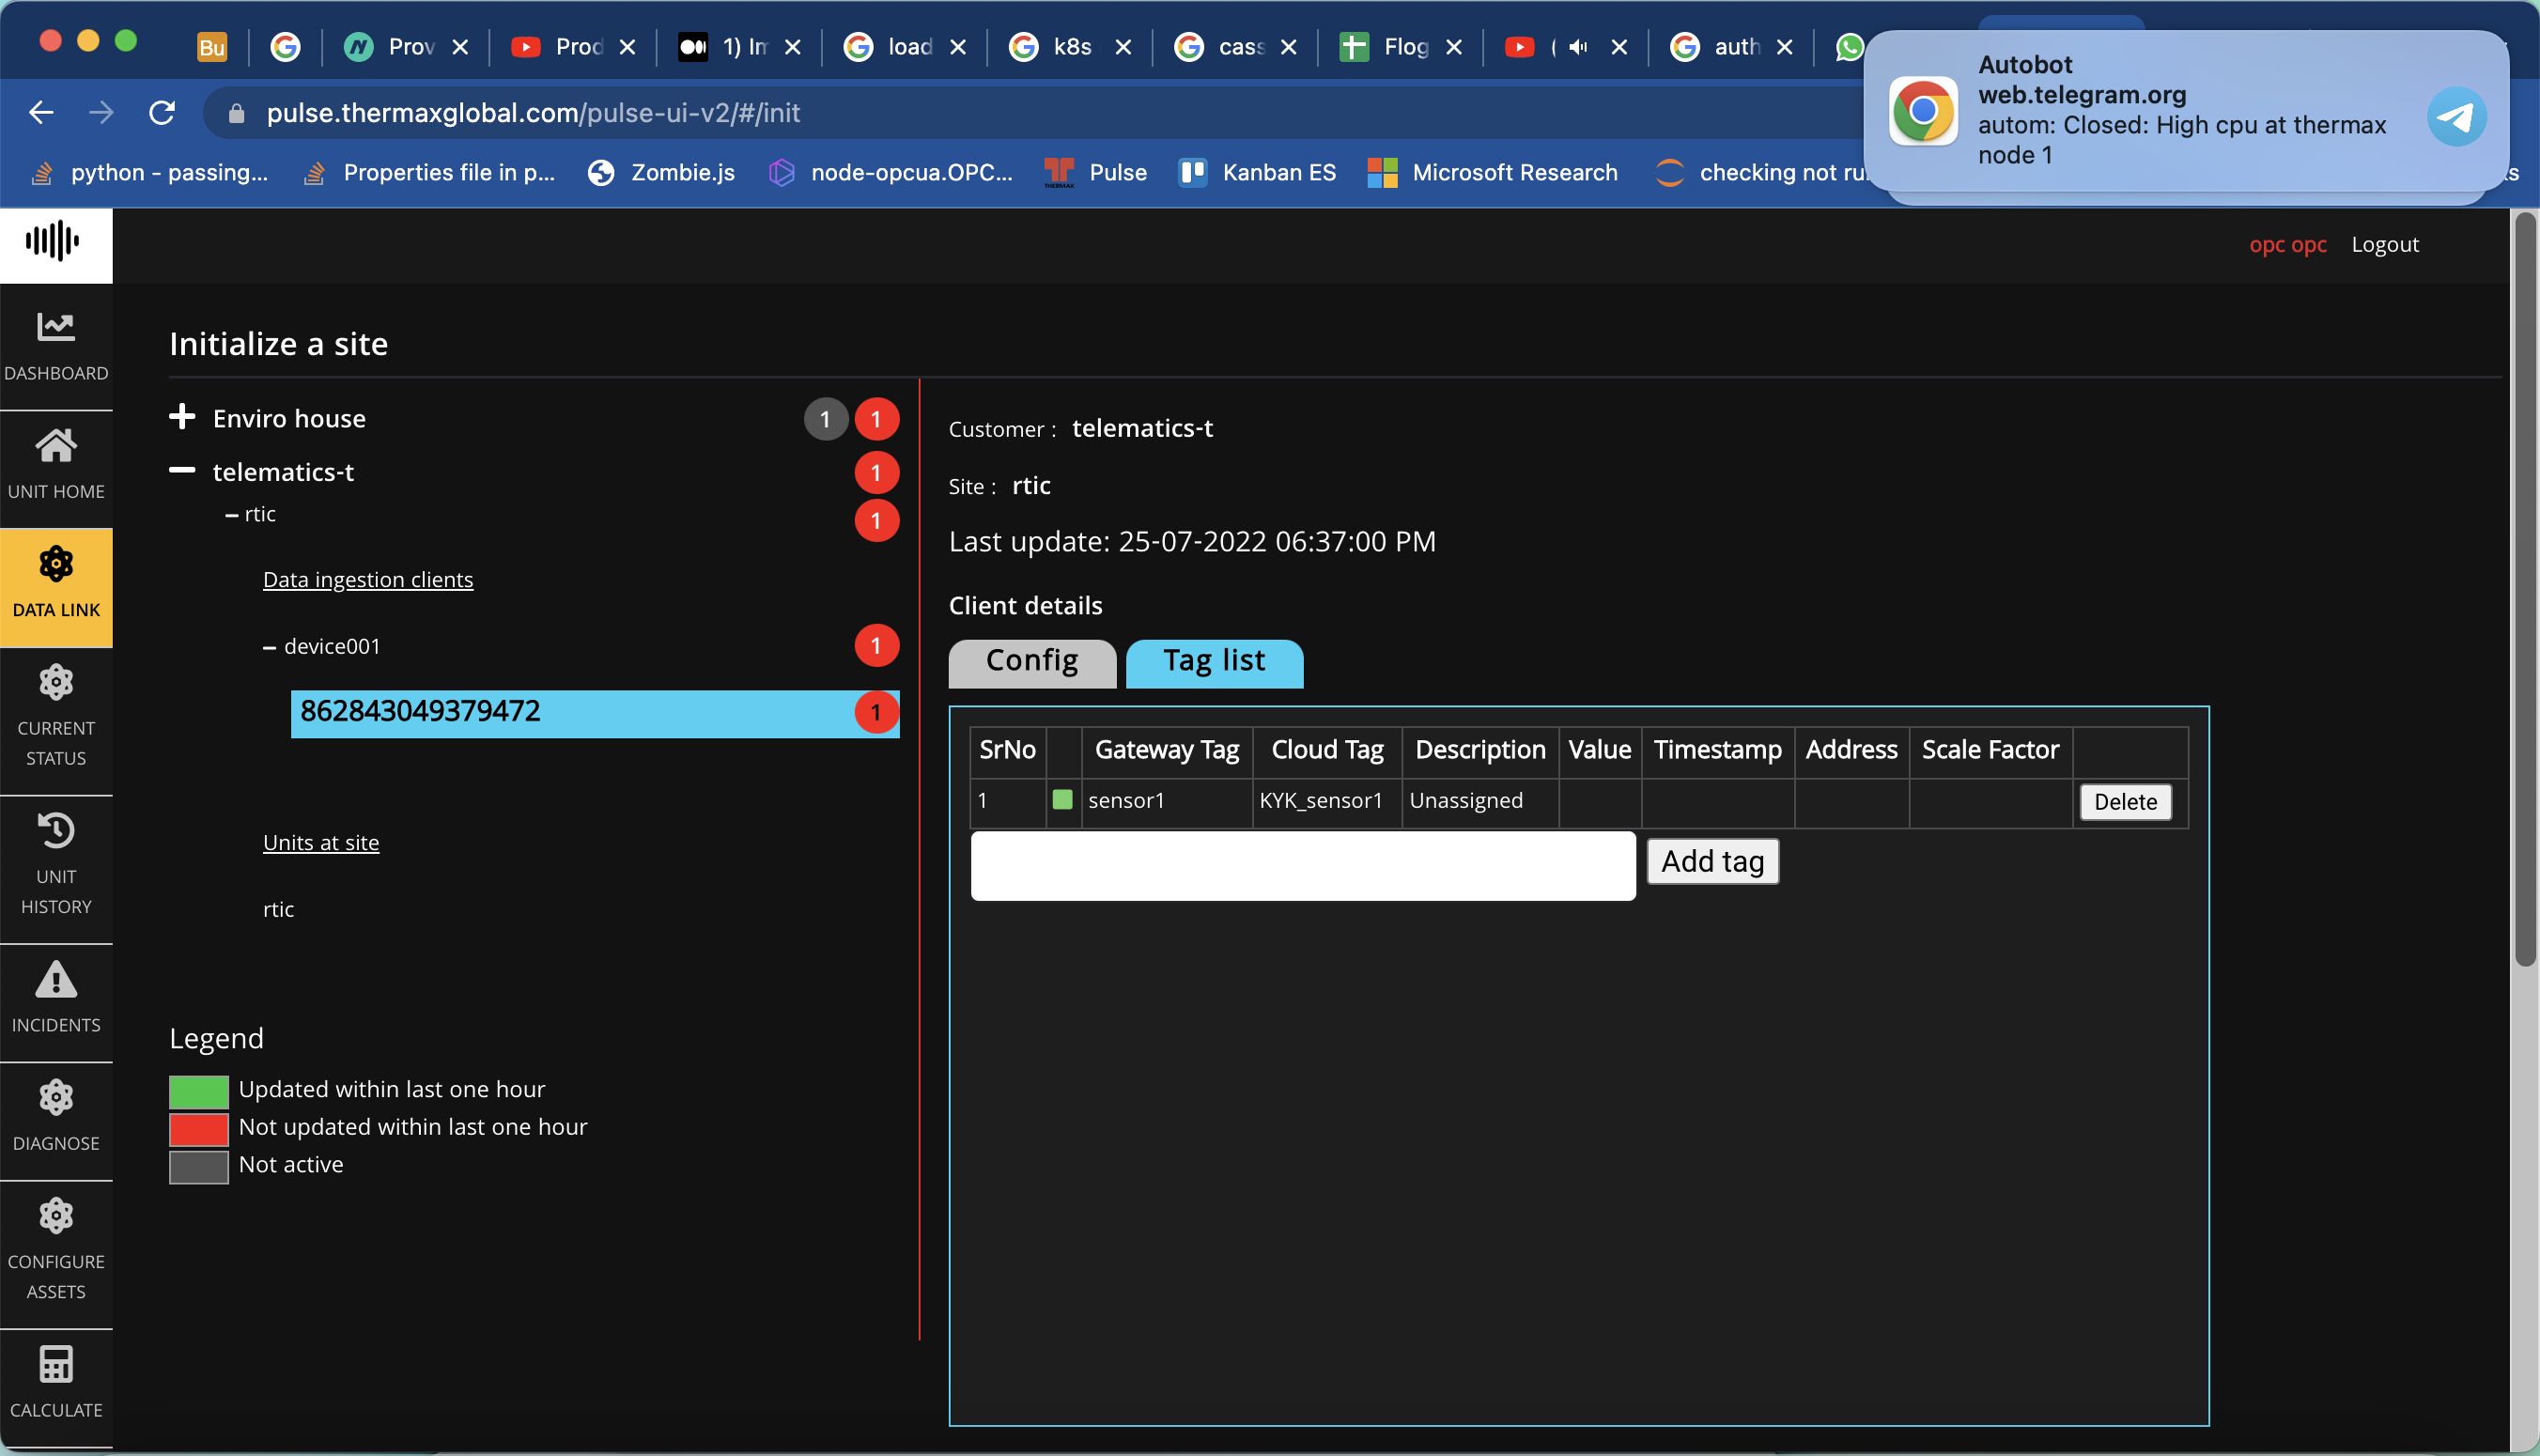 Bu
Prov
Prod
1) Im
load
k8s
cass
Flog
(
auth
Autobot
web.telegram.org
autom: Closed: High cpu at thermax
node 1
pulse.thermaxglobal.com/pulse-ui-v2/#/init
python - passing...
Properties file in p...
Zombie.js
node-opcua.OPC...
THERMAX
Pulse
Kanban ES
Microsoft Research
checking not ru
opc opc
Logout
DASHBOARD
UNIT HOME
DATA LINK
CURRENT
STATUS
UNIT
HISTORY
INCIDENTS
DIAGNOSE
CONFIGURE
ASSETS
CALCULATE
Initialize a site
Enviro house 1 1
telematics-t 1
rtic 1
Data ingestion clients
device001 1
862843049379472 1
Units at site
rtic
Legend
Updated within last one hour
Not updated within last one hour
Not active
Customer : telematics-t
Site : rtic
Last update: 25-07-2022 06:37:00 PM
Client details
Config Tag list
SrNo Gateway Tag Cloud Tag Description Value Timestamp Address Scale Factor
1 sensor1 KYK_sensor1 Unassigned Delete
Add tag